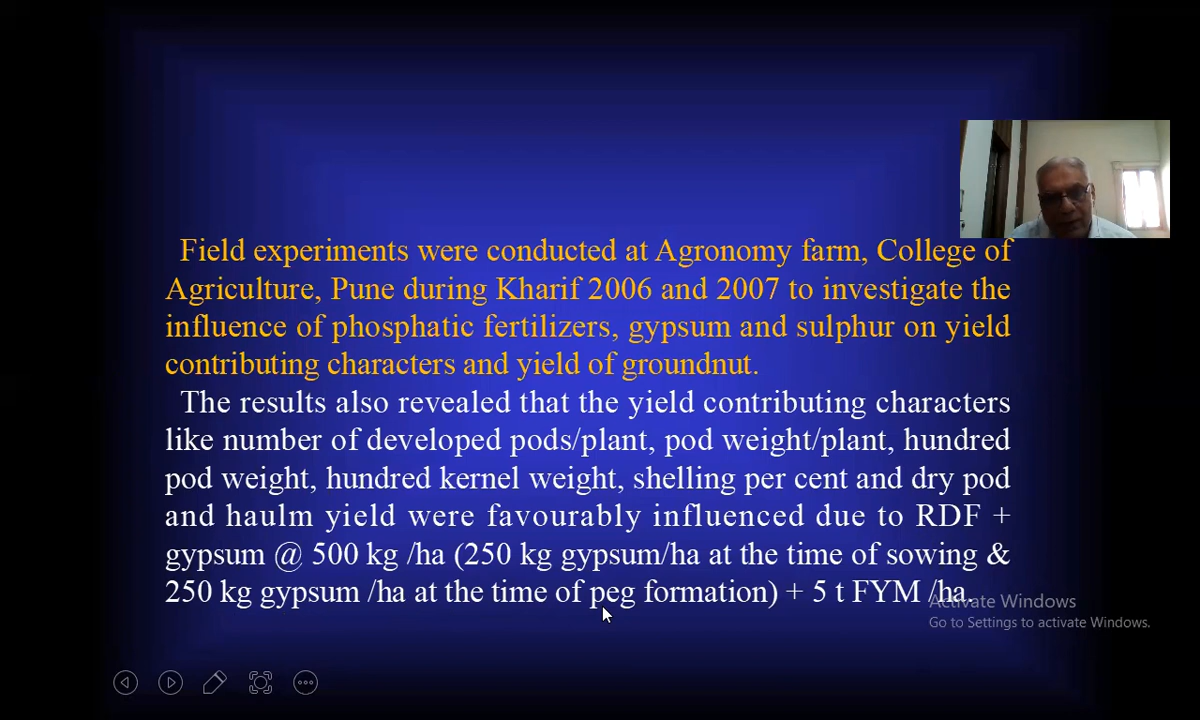 Field experiments were conducted at Agronomy farm, College of
Agriculture, Pune during Kharif 2006 and 2007 to investigate the
influence of phosphatic fertilizers, gypsum and sulphur on yield
contributing characters and yield of groundnut.
The results also revealed that the yield contributing characters
like number of developed pods/plant, pod weight/plant, hundred
pod weight, hundred kernel weight, shelling per cent and dry pod
and haulm yield were favourably influenced due to RDF +
gypsum @ 500 kg /ha (250 kg gypsum/ha at the time of sowing &
250 kg gypsum /ha at the time of peg formation) + 5 t FYM /ha.
Activate Windows
Go to Settings to activate Windows.